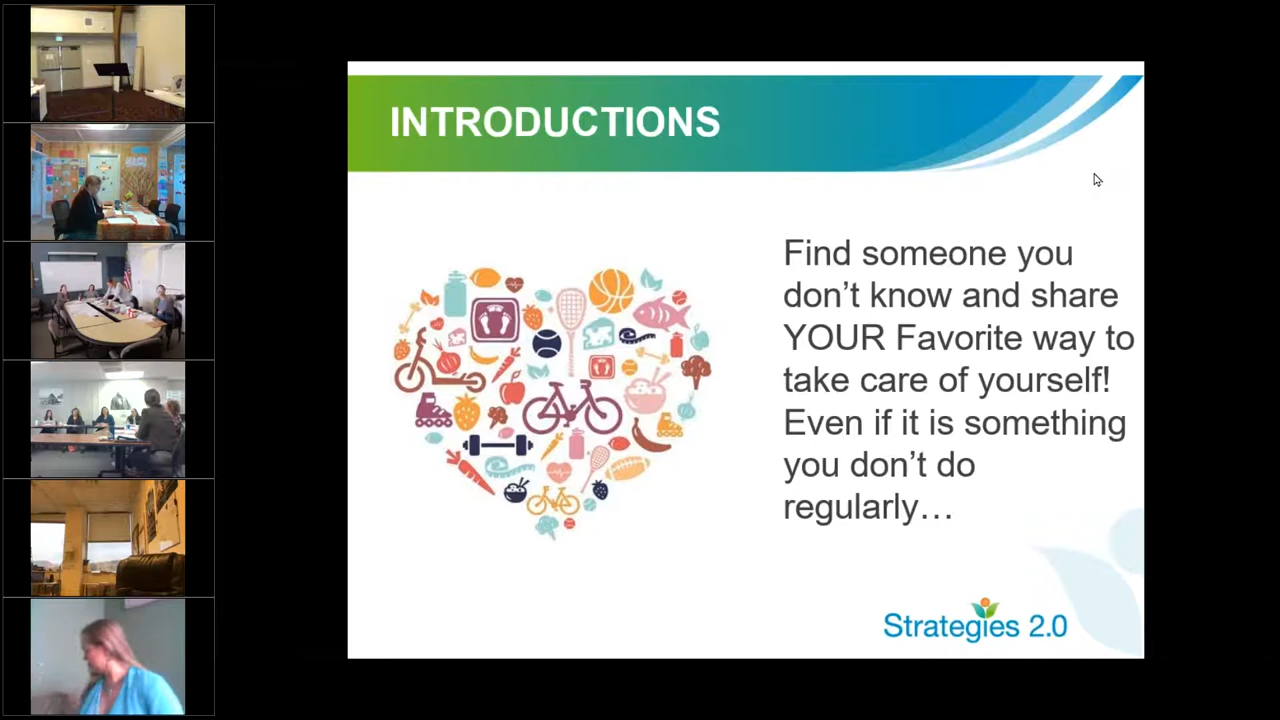 INTRODUCTIONS
Find someone you
don’t know and share
YOUR Favorite way to
take care of yourself!
Even if it is something
you don’t do
regularly…
Strategies 2.0